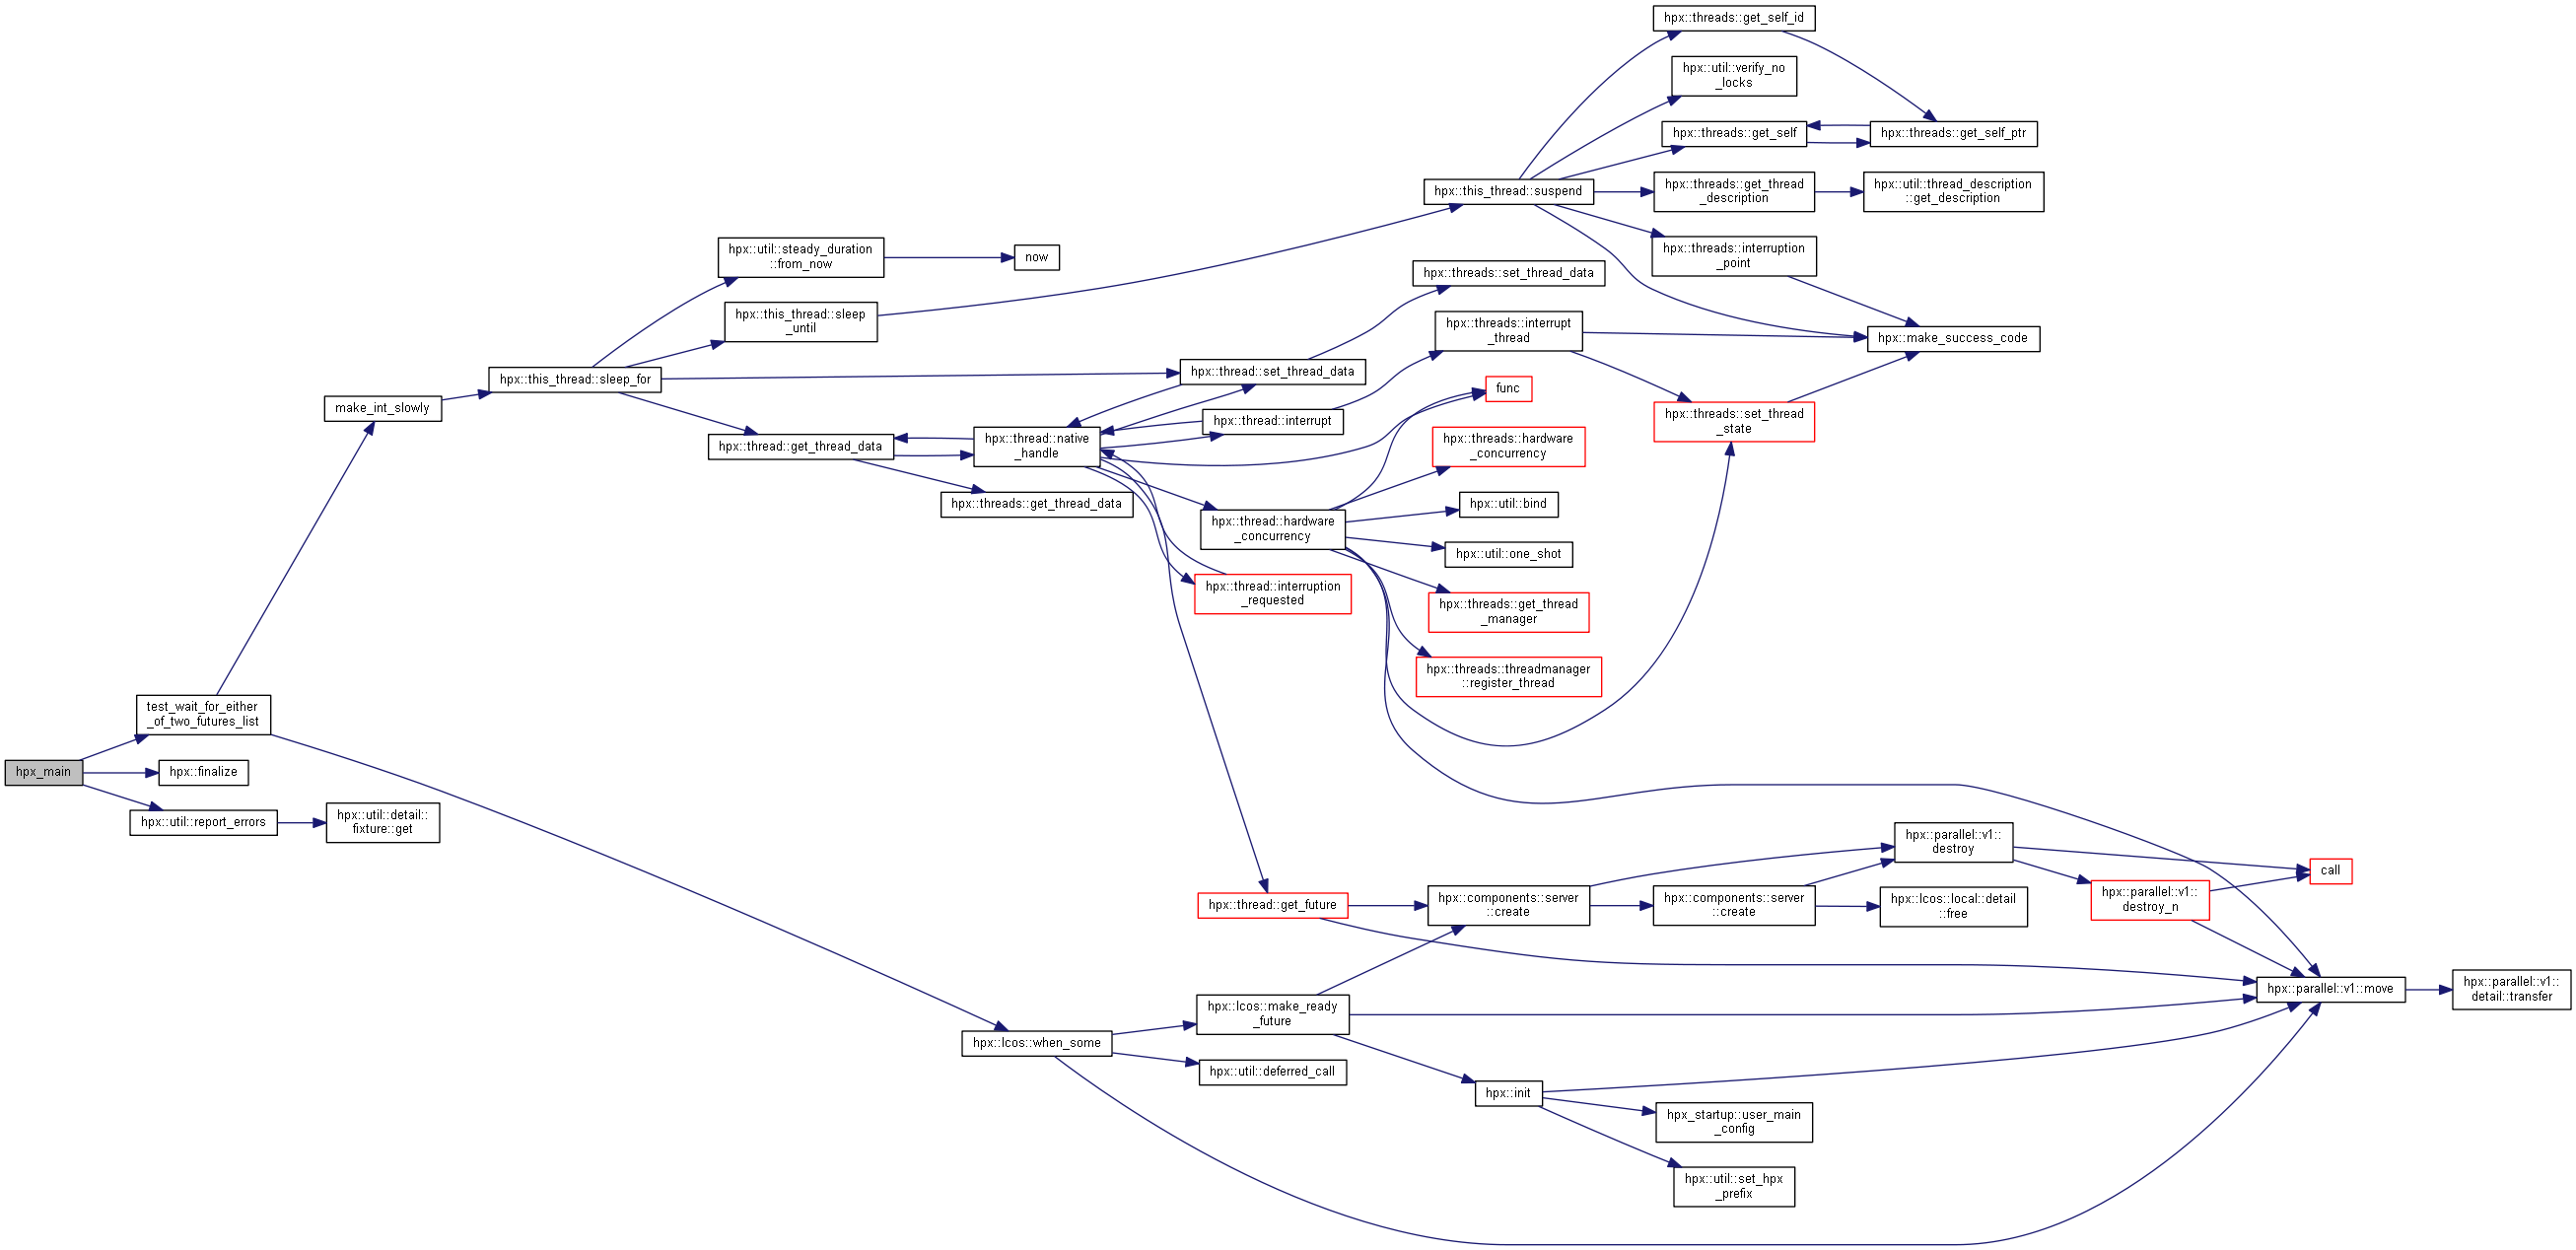 hpx_main
test_wait_for_either
_of_two_futures_list
hpx::finalize
hpx::util::report_errors
make_int_slowly
hpx::util::detail::
fixture::get
hpx::this_thread::sleep_for
hpx::util::steady_duration
::from_now
hpx::this_thread::sleep
_until
hpx::thread::get_thread_data
now
hpx::thread::native
_handle
hpx::threads::get_thread_data
hpx::lcos::when_some
hpx::thread::set_thread_data
hpx::thread::interrupt
hpx::thread::hardware
_concurrency
hpx::thread::interruption
_requested
hpx::thread::get_future
hpx::lcos::make_ready
_future
hpx::util::deferred_call
hpx::this_thread::suspend
hpx::threads::set_thread_data
hpx::threads::interrupt
_thread
func
hpx::threads::hardware
_concurrency
hpx::util::bind
hpx::util::one_shot
hpx::threads::get_thread
_manager
hpx::threads::threadmanager
::register_thread
hpx::components::server
::create
hpx::init
hpx::threads::get_self_id
hpx::util::verify_no
_locks
hpx::threads::get_self
hpx::threads::get_thread
_description
hpx::threads::interruption
_point
hpx::threads::set_thread
_state
hpx::components::server
::create
hpx_startup::user_main
_config
hpx::util::set_hpx
_prefix
hpx::threads::get_self_ptr
hpx::util::thread_description
::get_description
hpx::make_success_code
hpx::parallel::v1::
destroy
hpx::lcos::local::detail
::free
hpx::parallel::v1::
destroy_n
call
hpx::parallel::v1::move
hpx::parallel::v1::
detail::transfer